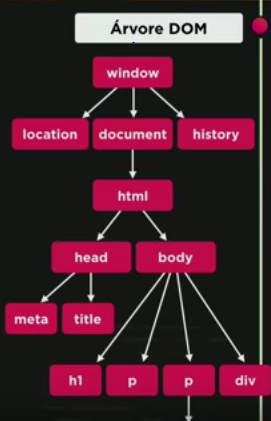 Árvore DOM
window
location document history
html
head body
meta title
h1 p p div